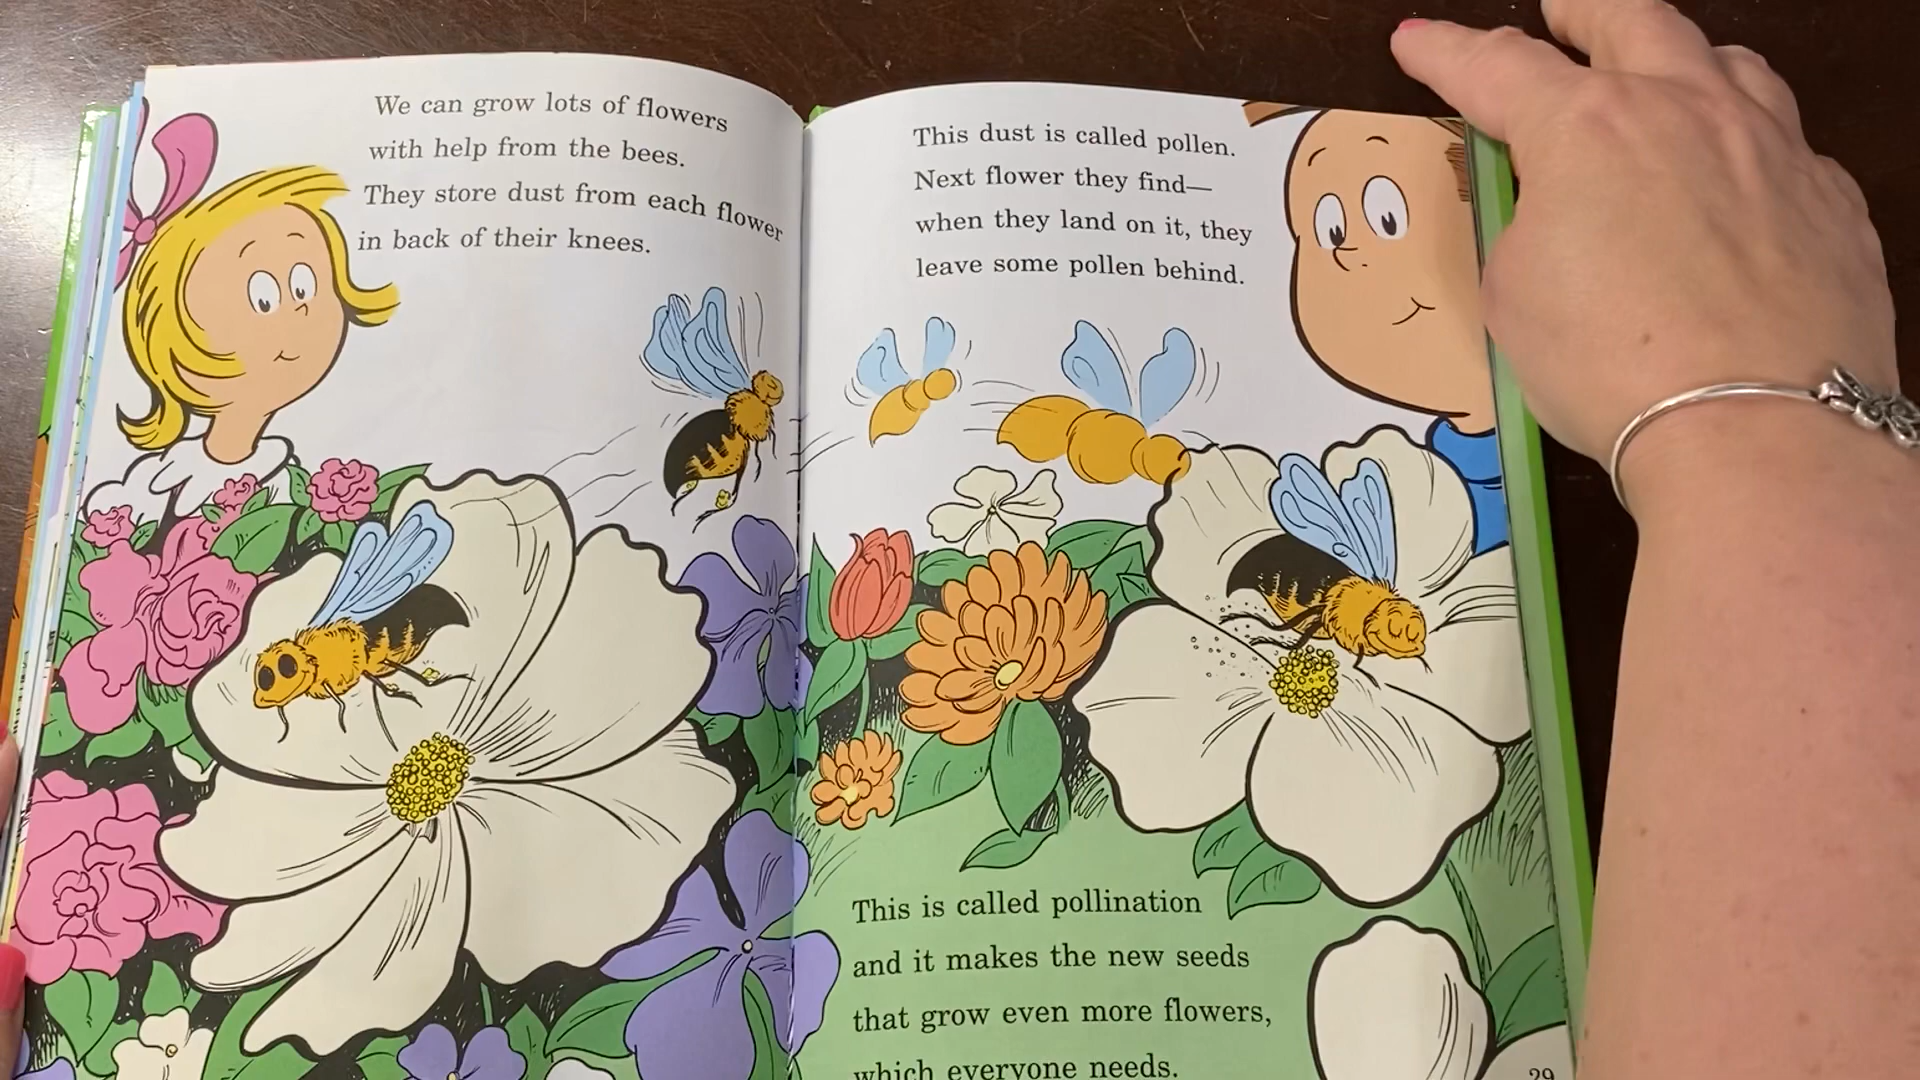 We can grow lots of flowers
with help from the bees.
They store dust from each flower
in back of their knees.
This dust is called pollen.
Next flower they find—
when they land on it, they
leave some pollen behind.
This is called pollination
and it makes the new seeds
that grow even more flowers,
which everyone needs.
29